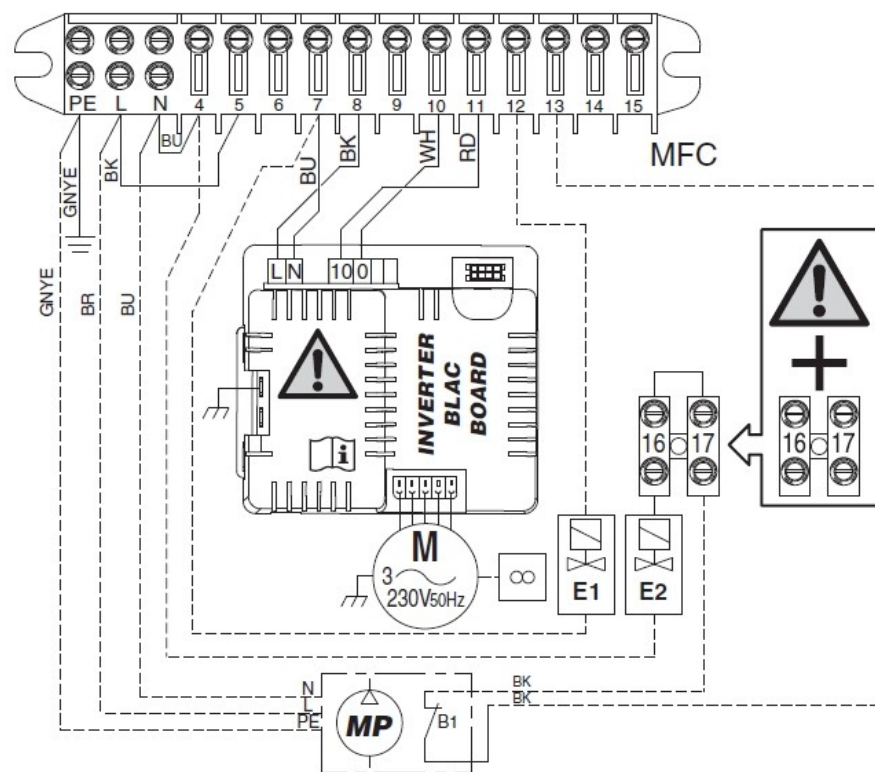 PE L N 4 5 6 7 8 9 10 11 12 13 14 15
MFC
BU
GNYE
BK
BU
BK
WH
RD
L N 10 0
GNYE
BR
BU
INVERTER
BLAC
BOARD
i
16 17
16 17
M
3
230V50Hz
E1
E2
N
L
PE
MP
B1
BK
BK